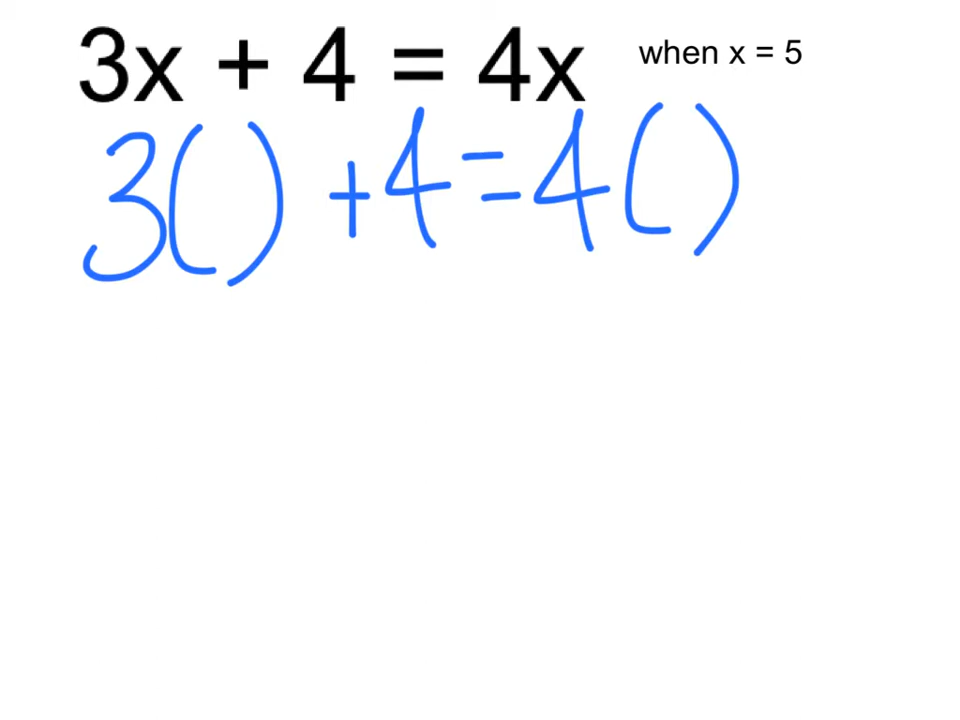 3x + 4 = 4x when x = 5
3( ) + 4 = 4( )